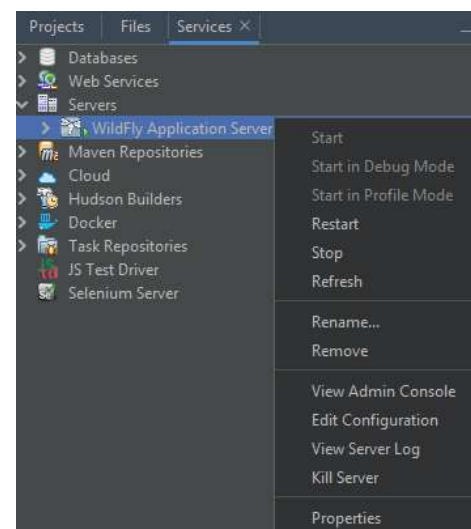 Projects Files Services ×
Databases
Web Services
Servers
WildFly Application Server
Maven Repositories
Cloud
Hudson Builders
Docker
Task Repositories
JS Test Driver
Selenium Server
Start
Start in Debug Mode
Start in Profile Mode
Restart
Stop
Refresh
Rename...
Remove
View Admin Console
Edit Configuration
View Server Log
Kill Server
Properties